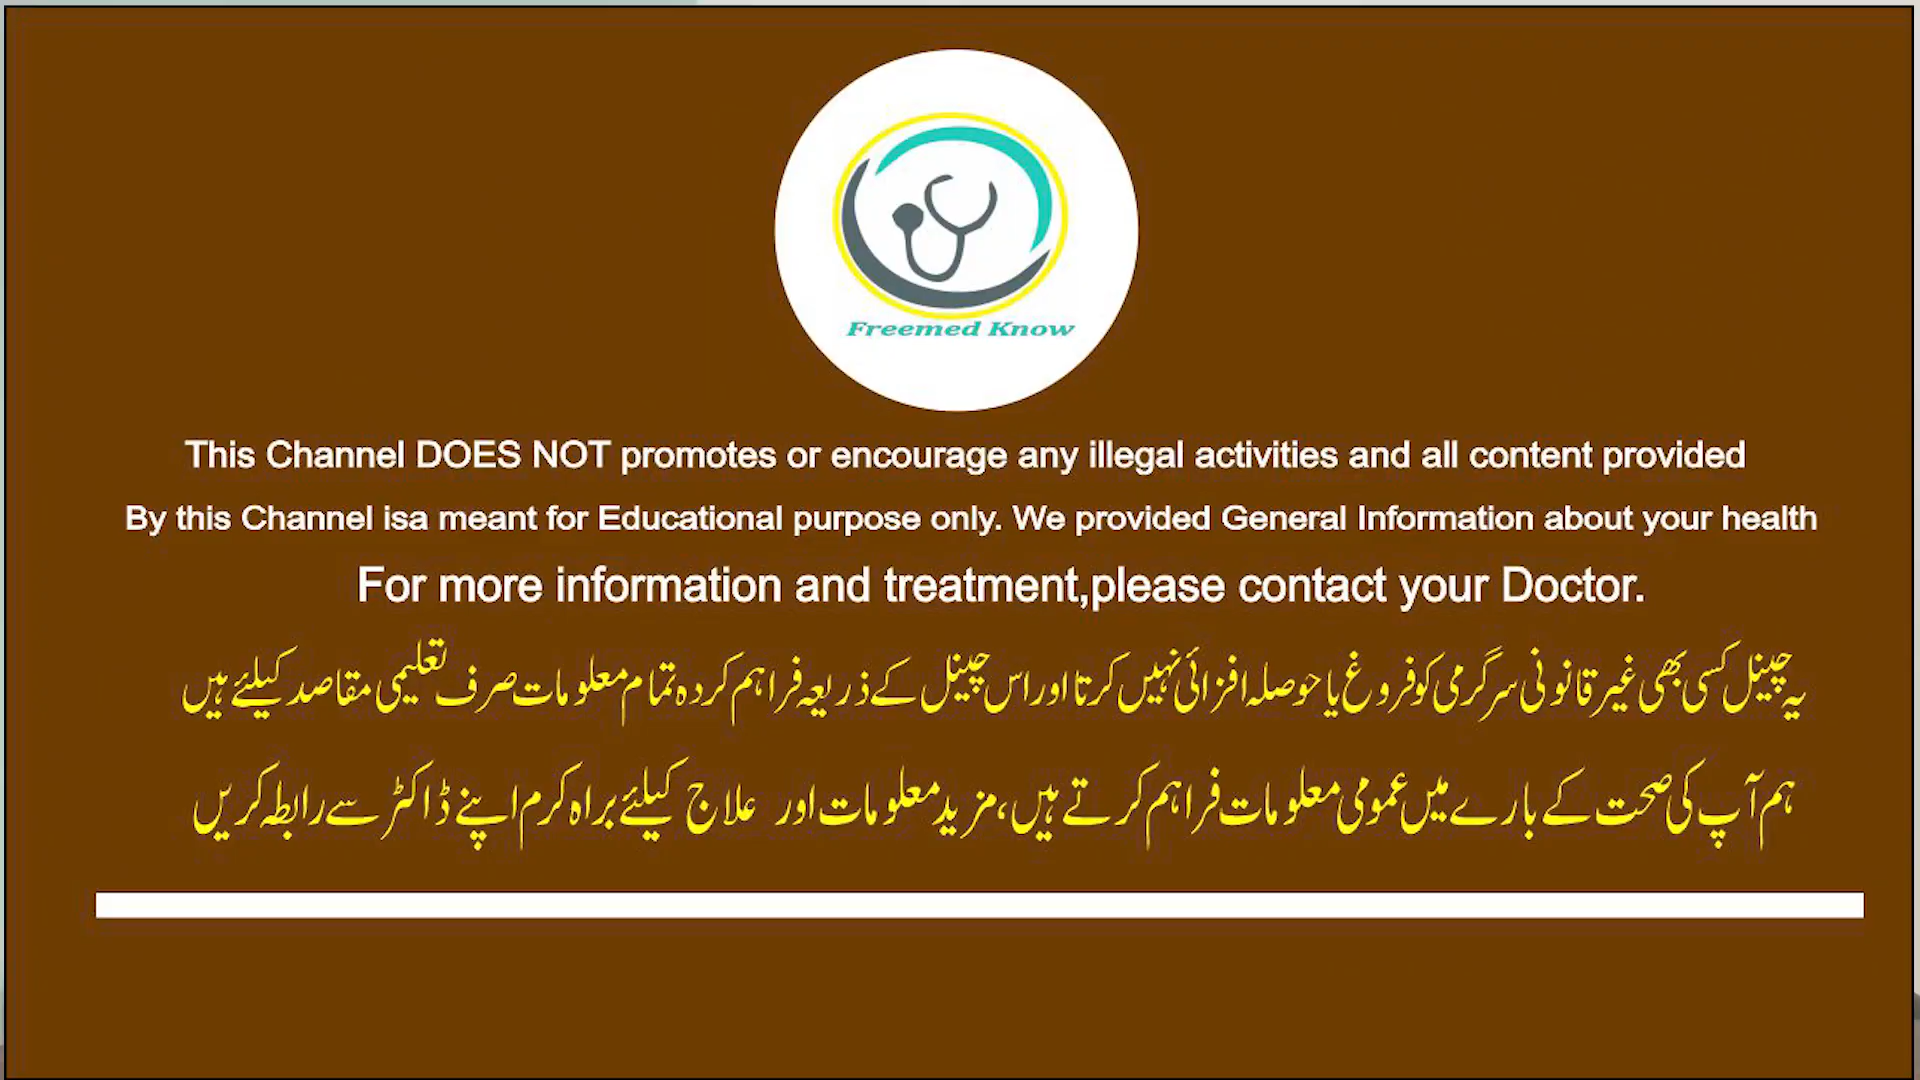 Freemed Know
This Channel DOES NOT promotes or encourage any illegal activities and all content provided
By this Channel isa meant for Educational purpose only. We provided General Information about your health
For more information and treatment,please contact your Doctor.
یہ چینل کسی بھی غیر قانونی سرگرمی کو فروغ یا حوصلہ افزائی نہیں کرتا اور اس چینل کے ذریعہ فراہم کردہ تمام معلومات صرف تعلیمی مقاصد کیلئے ہیں
ہم آپ کی صحت کے بارے میں عمومی معلومات فراہم کرتے ہیں، مزید معلومات اور علاج کیلئے براہ کرم اپنے ڈاکٹر سے رابطہ کریں